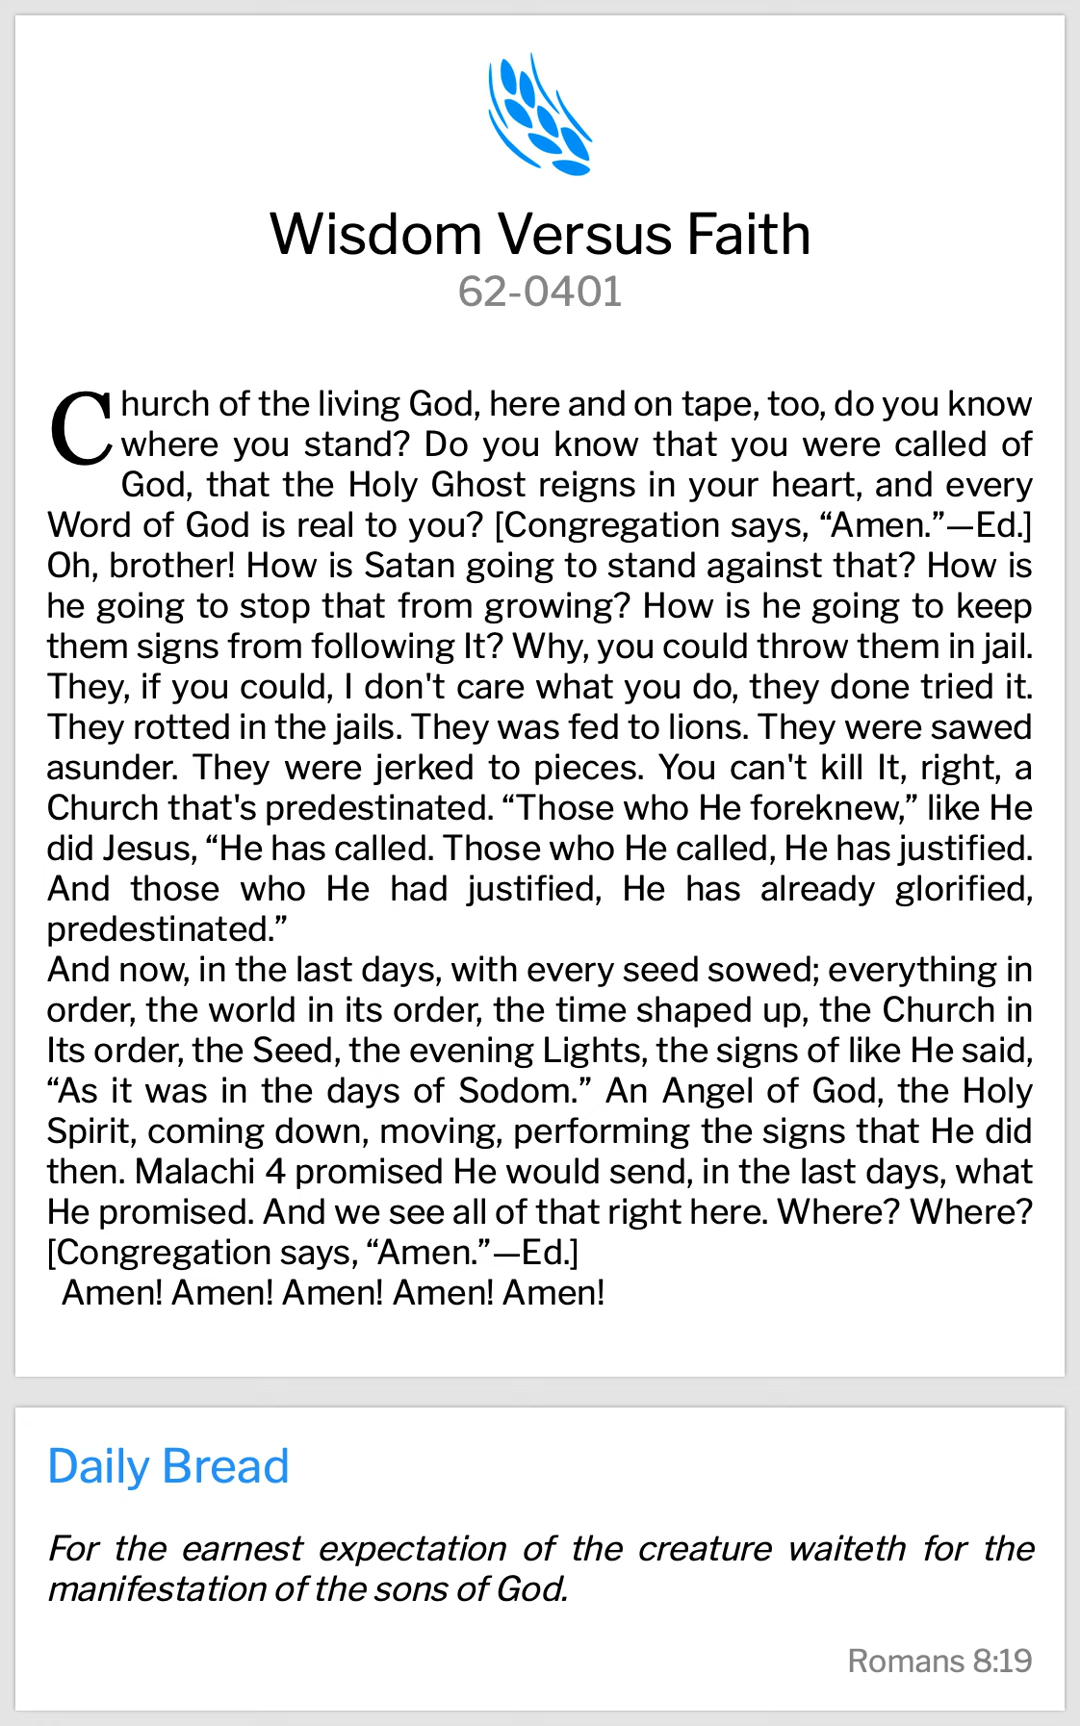 Wisdom Versus Faith
62-0401
Church of the living God, here and on tape, too, do you know
where you stand? Do you know that you were called of
God, that the Holy Ghost reigns in your heart, and every
Word of God is real to you? [Congregation says, “Amen.”—Ed.]
Oh, brother! How is Satan going to stand against that? How is
he going to stop that from growing? How is he going to keep
them signs from following It? Why, you could throw them in jail.
They, if you could, I don't care what you do, they done tried it.
They rotted in the jails. They was fed to lions. They were sawed
asunder. They were jerked to pieces. You can't kill It, right, a
Church that's predestinated. “Those who He foreknew,” like He
did Jesus, “He has called. Those who He called, He has justified.
And those who He had justified, He has already glorified,
predestinated.”
And now, in the last days, with every seed sowed; everything in
order, the world in its order, the time shaped up, the Church in
Its order, the Seed, the evening Lights, the signs of like He said,
“As it was in the days of Sodom.” An Angel of God, the Holy
Spirit, coming down, moving, performing the signs that He did
then. Malachi 4 promised He would send, in the last days, what
He promised. And we see all of that right here. Where? Where?
[Congregation says, “Amen.”—Ed.]
Amen! Amen! Amen! Amen! Amen!
Daily Bread
For the earnest expectation of the creature waiteth for the
manifestation of the sons of God.
Romans 8:19